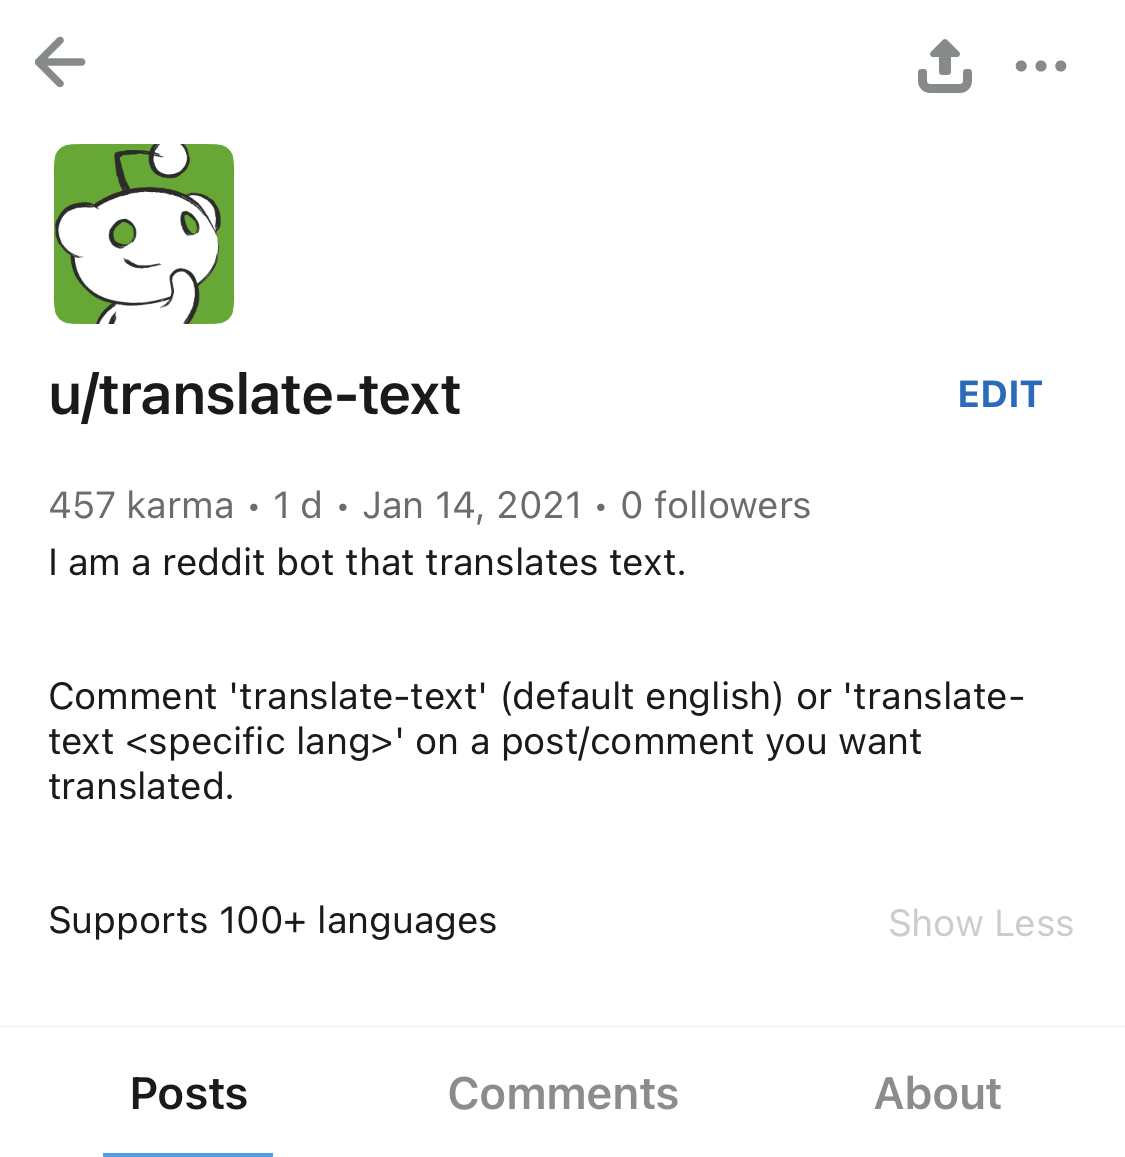 u/translate-text
EDIT
457 karma • 1 d • Jan 14, 2021 • 0 followers
I am a reddit bot that translates text.
Comment 'translate-text' (default english) or 'translate-
text <specific lang>' on a post/comment you want
translated.
Supports 100+ languages
Show Less
Posts
Comments
About